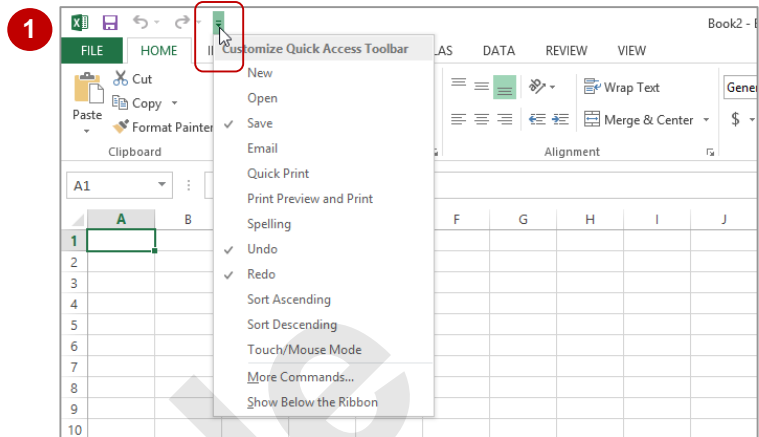 1
Book2 - E
FILE HOME LAS DATA REVIEW VIEW
Customize Quick Access Toolbar
New
Open
Save
Email
Quick Print
Print Preview and Print
Spelling
Undo
Redo
Sort Ascending
Sort Descending
Touch/Mouse Mode
More Commands...
Show Below the Ribbon
Paste
Cut
Copy
Format Painter
Clipboard
Wrap Text
Merge & Center
Alignment
Gener
$
A1
A B F G H I J
1
2
3
4
5
6
7
8
9
10